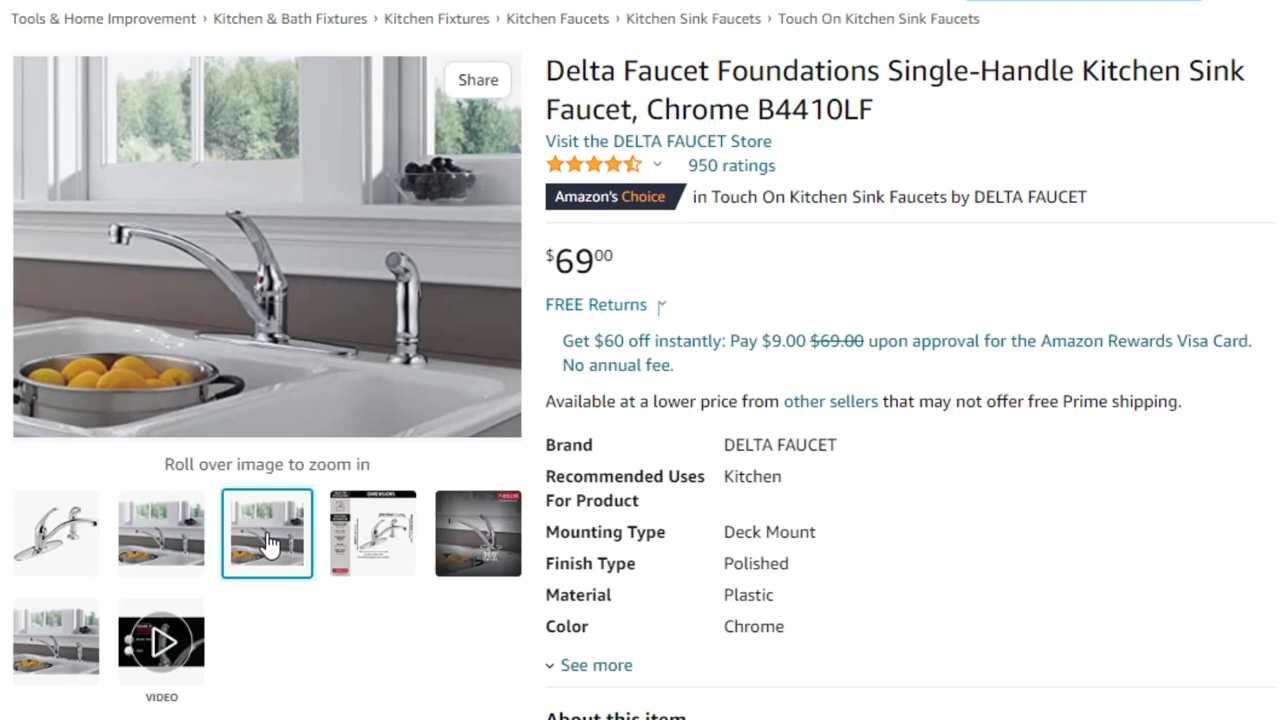 Tools & Home Improvement › Kitchen & Bath Fixtures › Kitchen Fixtures › Kitchen Faucets › Kitchen Sink Faucets › Touch On Kitchen Sink Faucets
Share
Delta Faucet Foundations Single-Handle Kitchen Sink
Faucet, Chrome B4410LF
Visit the DELTA FAUCET Store
950 ratings
Amazon's Choice in Touch On Kitchen Sink Faucets by DELTA FAUCET
$69.00
FREE Returns
Get $60 off instantly: Pay $9.00 $69.00 upon approval for the Amazon Rewards Visa Card.
No annual fee.
Available at a lower price from other sellers that may not offer free Prime shipping.
Brand DELTA FAUCET
Recommended Uses Kitchen
For Product
Mounting Type Deck Mount
Finish Type Polished
Material Plastic
Color Chrome
See more
About this item
Roll over image to zoom in
DIMENSIONS
VIDEO